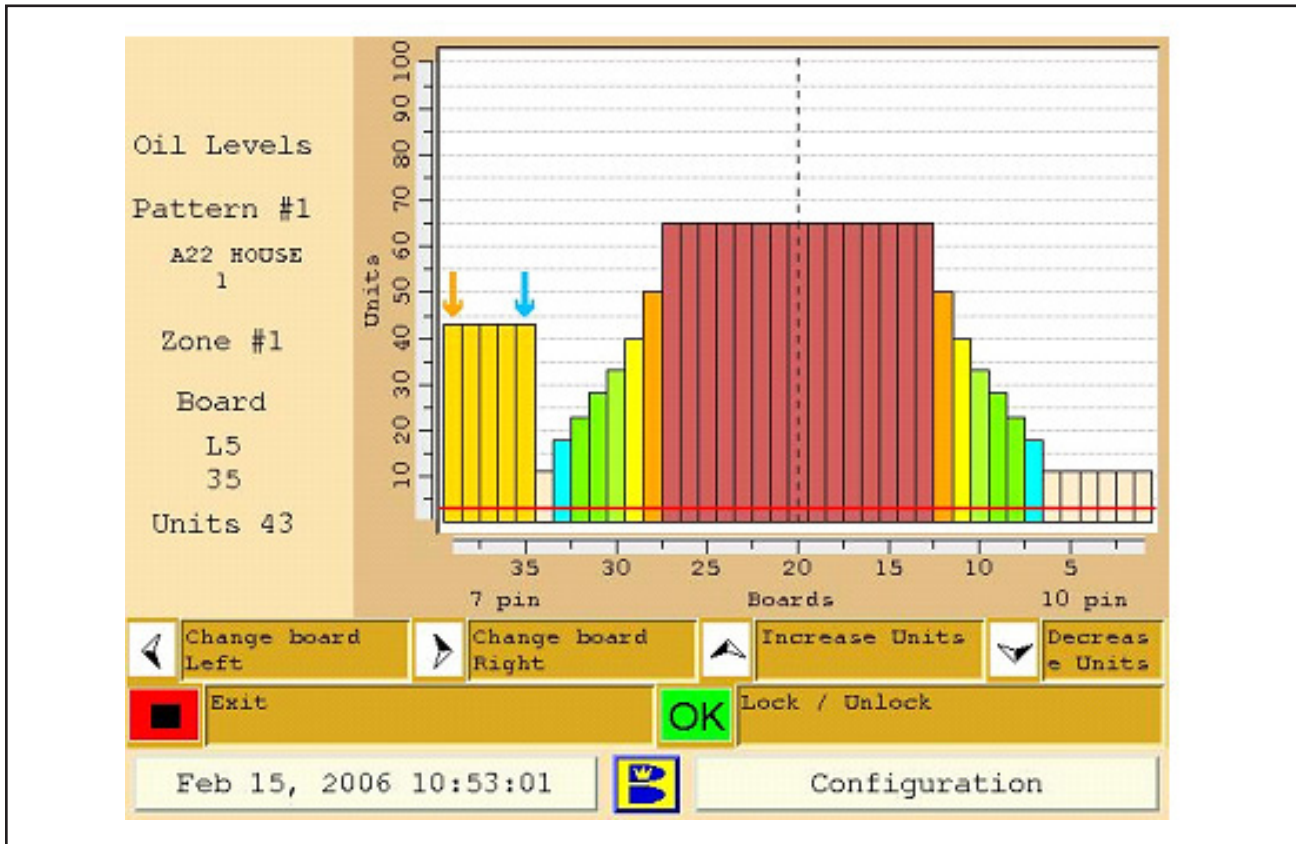 Oil Levels
Pattern #1
A22 HOUSE
1
Zone #1
Board
L5
35
Units 43
Units
100
90
80
70
60
50
40
30
20
10
35 30 25 20 15 10 5
7 pin Boards 10 pin
Change board
Left
Change board
Right
Increase Units
Decreas
e Units
Exit
OK
Lock / Unlock
Feb 15, 2006 10:53:01
Configuration